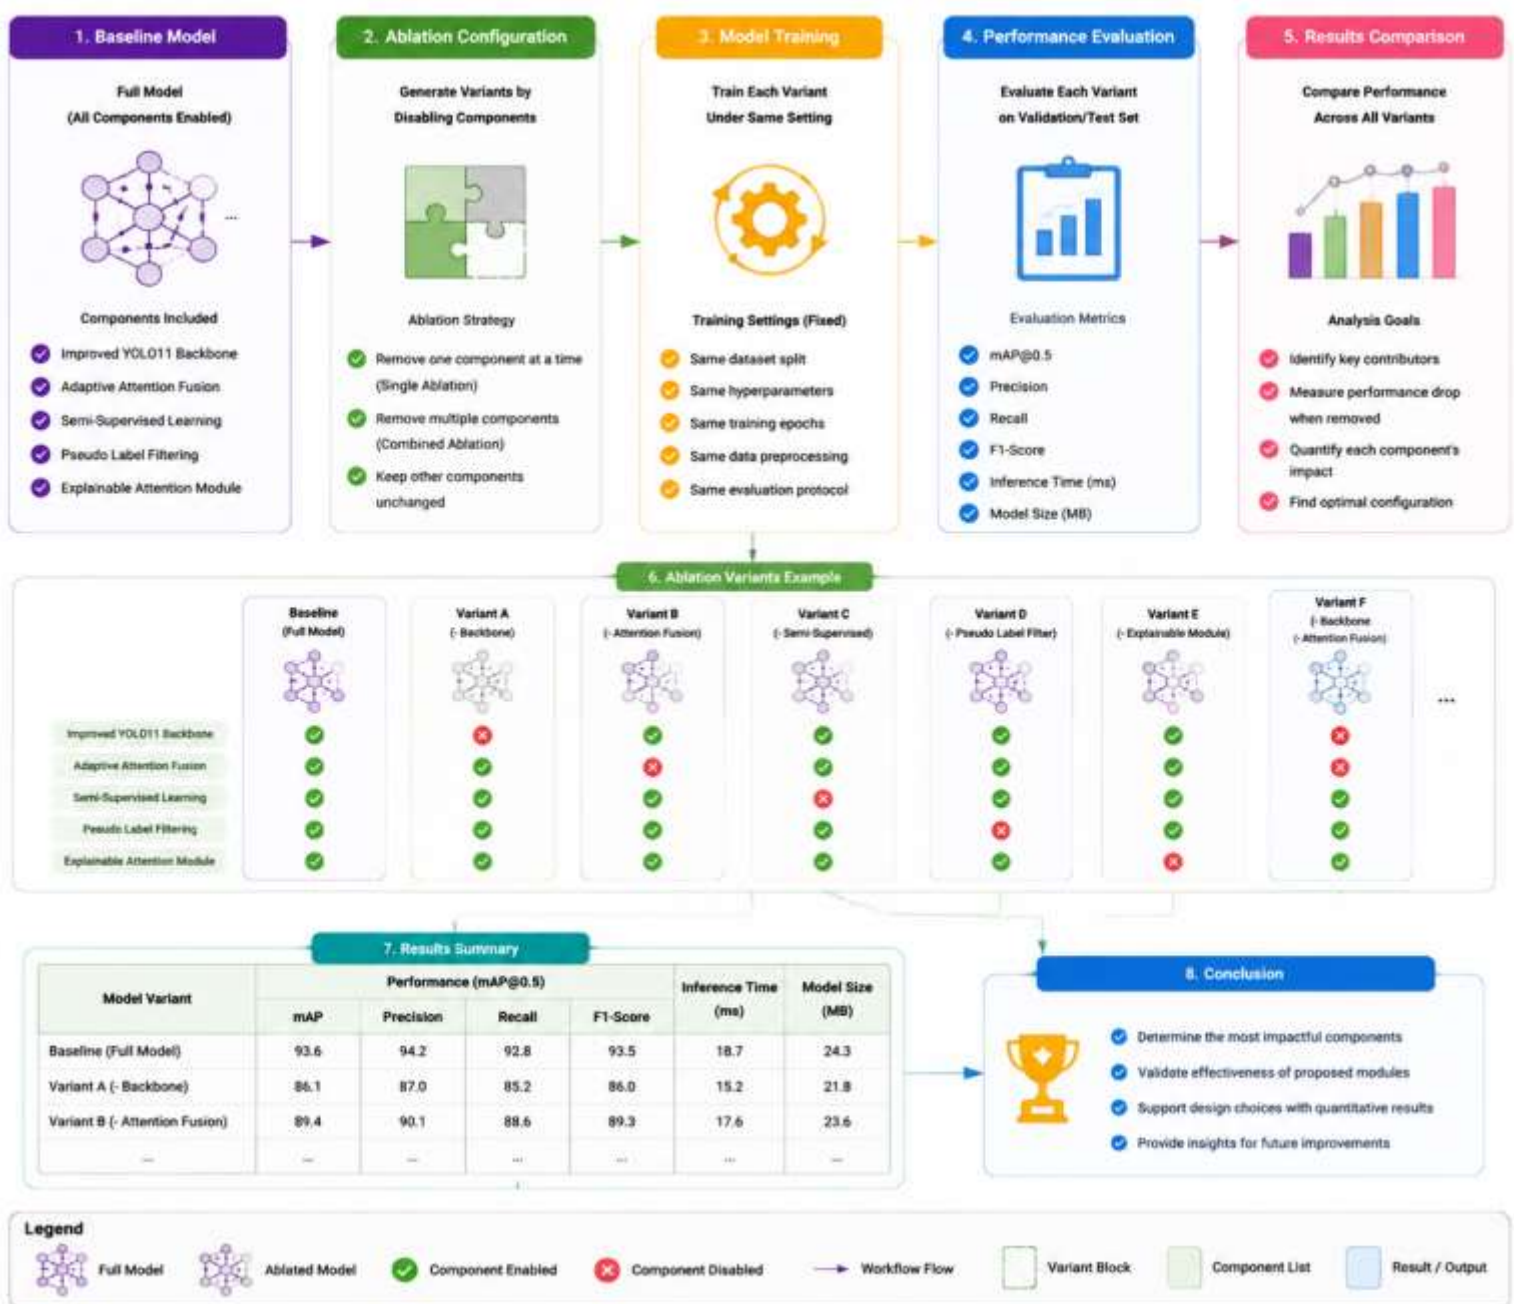 1. Baseline Model
Full Model
(All Components Enabled)
...
Components Included
Improved YOLO11 Backbone
Adaptive Attention Fusion
Semi-Supervised Learning
Pseudo Label Filtering
Explainable Attention Module
2. Ablation Configuration
Generate Variants by
Disabling Components
Ablation Strategy
Remove one component at a time
(Single Ablation)
Remove multiple components
(Combined Ablation)
Keep other components
unchanged
3. Model Training
Train Each Variant
Under Same Setting
Training Settings (Fixed)
Same dataset split
Same hyperparameters
Same training epochs
Same data preprocessing
Same evaluation protocol
4. Performance Evaluation
Evaluate Each Variant
on Validation/Test Set
Evaluation Metrics
mAP@0.5
Precision
Recall
F1-Score
Inference Time (ms)
Model Size (MB)
5. Results Comparison
Compare Performance
Across All Variants
Analysis Goals
Identify key contributors
Measure performance drop
when removed
Quantify each component's
impact
Find optimal configuration
6. Ablation Variants Example
Baseline
(Full Model)
Variant A
(- Backbone)
Variant B
(- Attention Fusion)
Variant C
(- Semi-Supervised)
Variant D
(- Pseudo Label Filter)
Variant E
(- Explainable Module)
Variant F
(- Backbone
(- Attention Fusion)
...
Improved YOLO11 Backbone
Adaptive Attention Fusion
Semi-Supervised Learning
Pseudo Label Filtering
Explainable Attention Module
7. Results Summary
Model Variant Performance (mAP@0.5) Inference Time (ms) Model Size (MB)
mAP Precision Recall F1-Score
Baseline (Full Model) 93.6 94.2 92.8 93.5 18.7 24.3
Variant A (- Backbone) 86.1 87.0 85.2 86.0 15.2 21.8
Variant B (- Attention Fusion) 89.4 90.1 88.6 89.3 17.6 23.6
... ... ... ... ... ... ...
8. Conclusion
Determine the most impactful components
Validate effectiveness of proposed modules
Support design choices with quantitative results
Provide insights for future improvements
Legend
Full Model Ablated Model Component Enabled Component Disabled Workflow Flow Variant Block Component List Result / Output